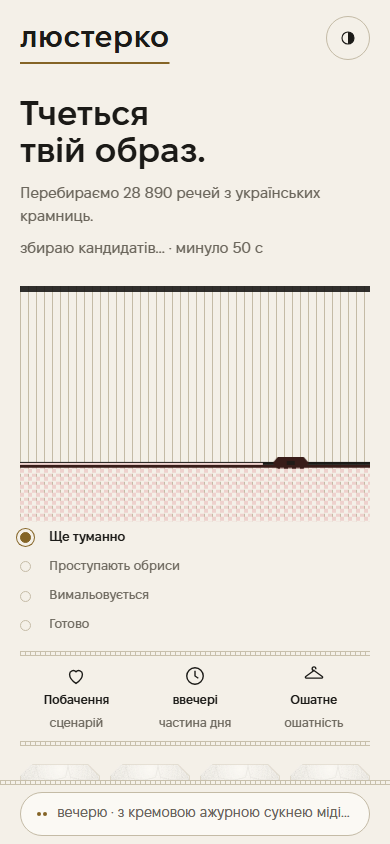 люстерко
Тчеться
твій образ.
Перебираємо 28 890 речей з українських
крамниць.
збираю кандидатів... · минуло 50 с
Ще туманно
Проступають обриси
Вимальовується
Готово
Побачення
ввечері
Ошатне
сценарій
частина дня
ошатність
вечерю · з кремовою ажурною сукнею міді...